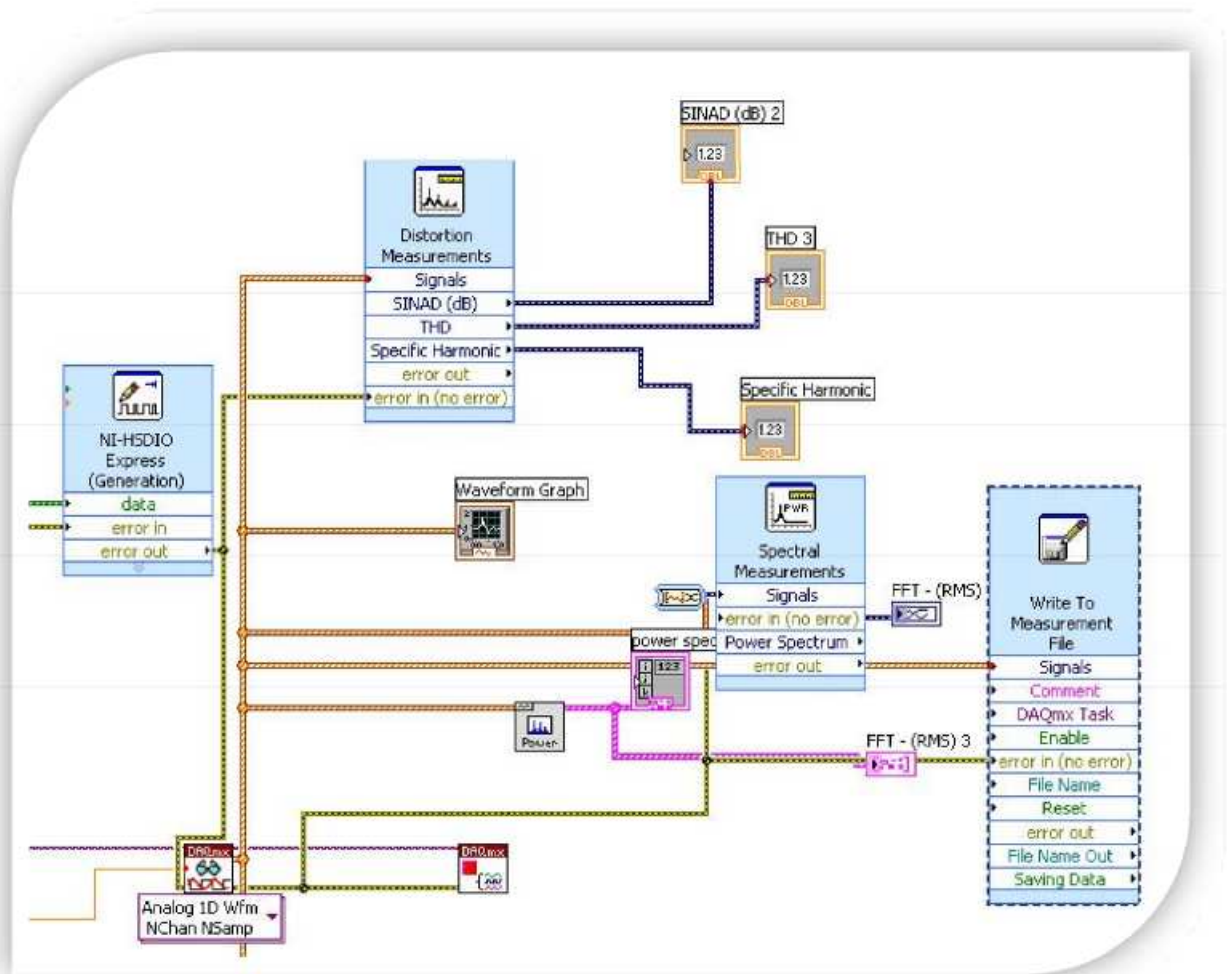 SINAD (dB) 2
1.23
DBL
Distortion
Measurements
Signals
SINAD (dB)
THD
Specific Harmonic
error out
error in (no error)
THD 3
1.23
DBL
Specific Harmonic
1.23
DBL
NI-HSDIO
Express
(Generation)
data
error in
error out
Waveform Graph
PWR
Spectral
Measurements
Signals
error in (no error)
Power Spectrum
error out
FFT - (RMS)
power spec
123
Power
FFT - (RMS) 3
Write To
Measurement
File
Signals
Comment
DAQmx Task
Enable
error in (no error)
File Name
Reset
error out
File Name Out
Saving Data
DAQmx
DAQmx
Analog 1D Wfm
NChan NSamp